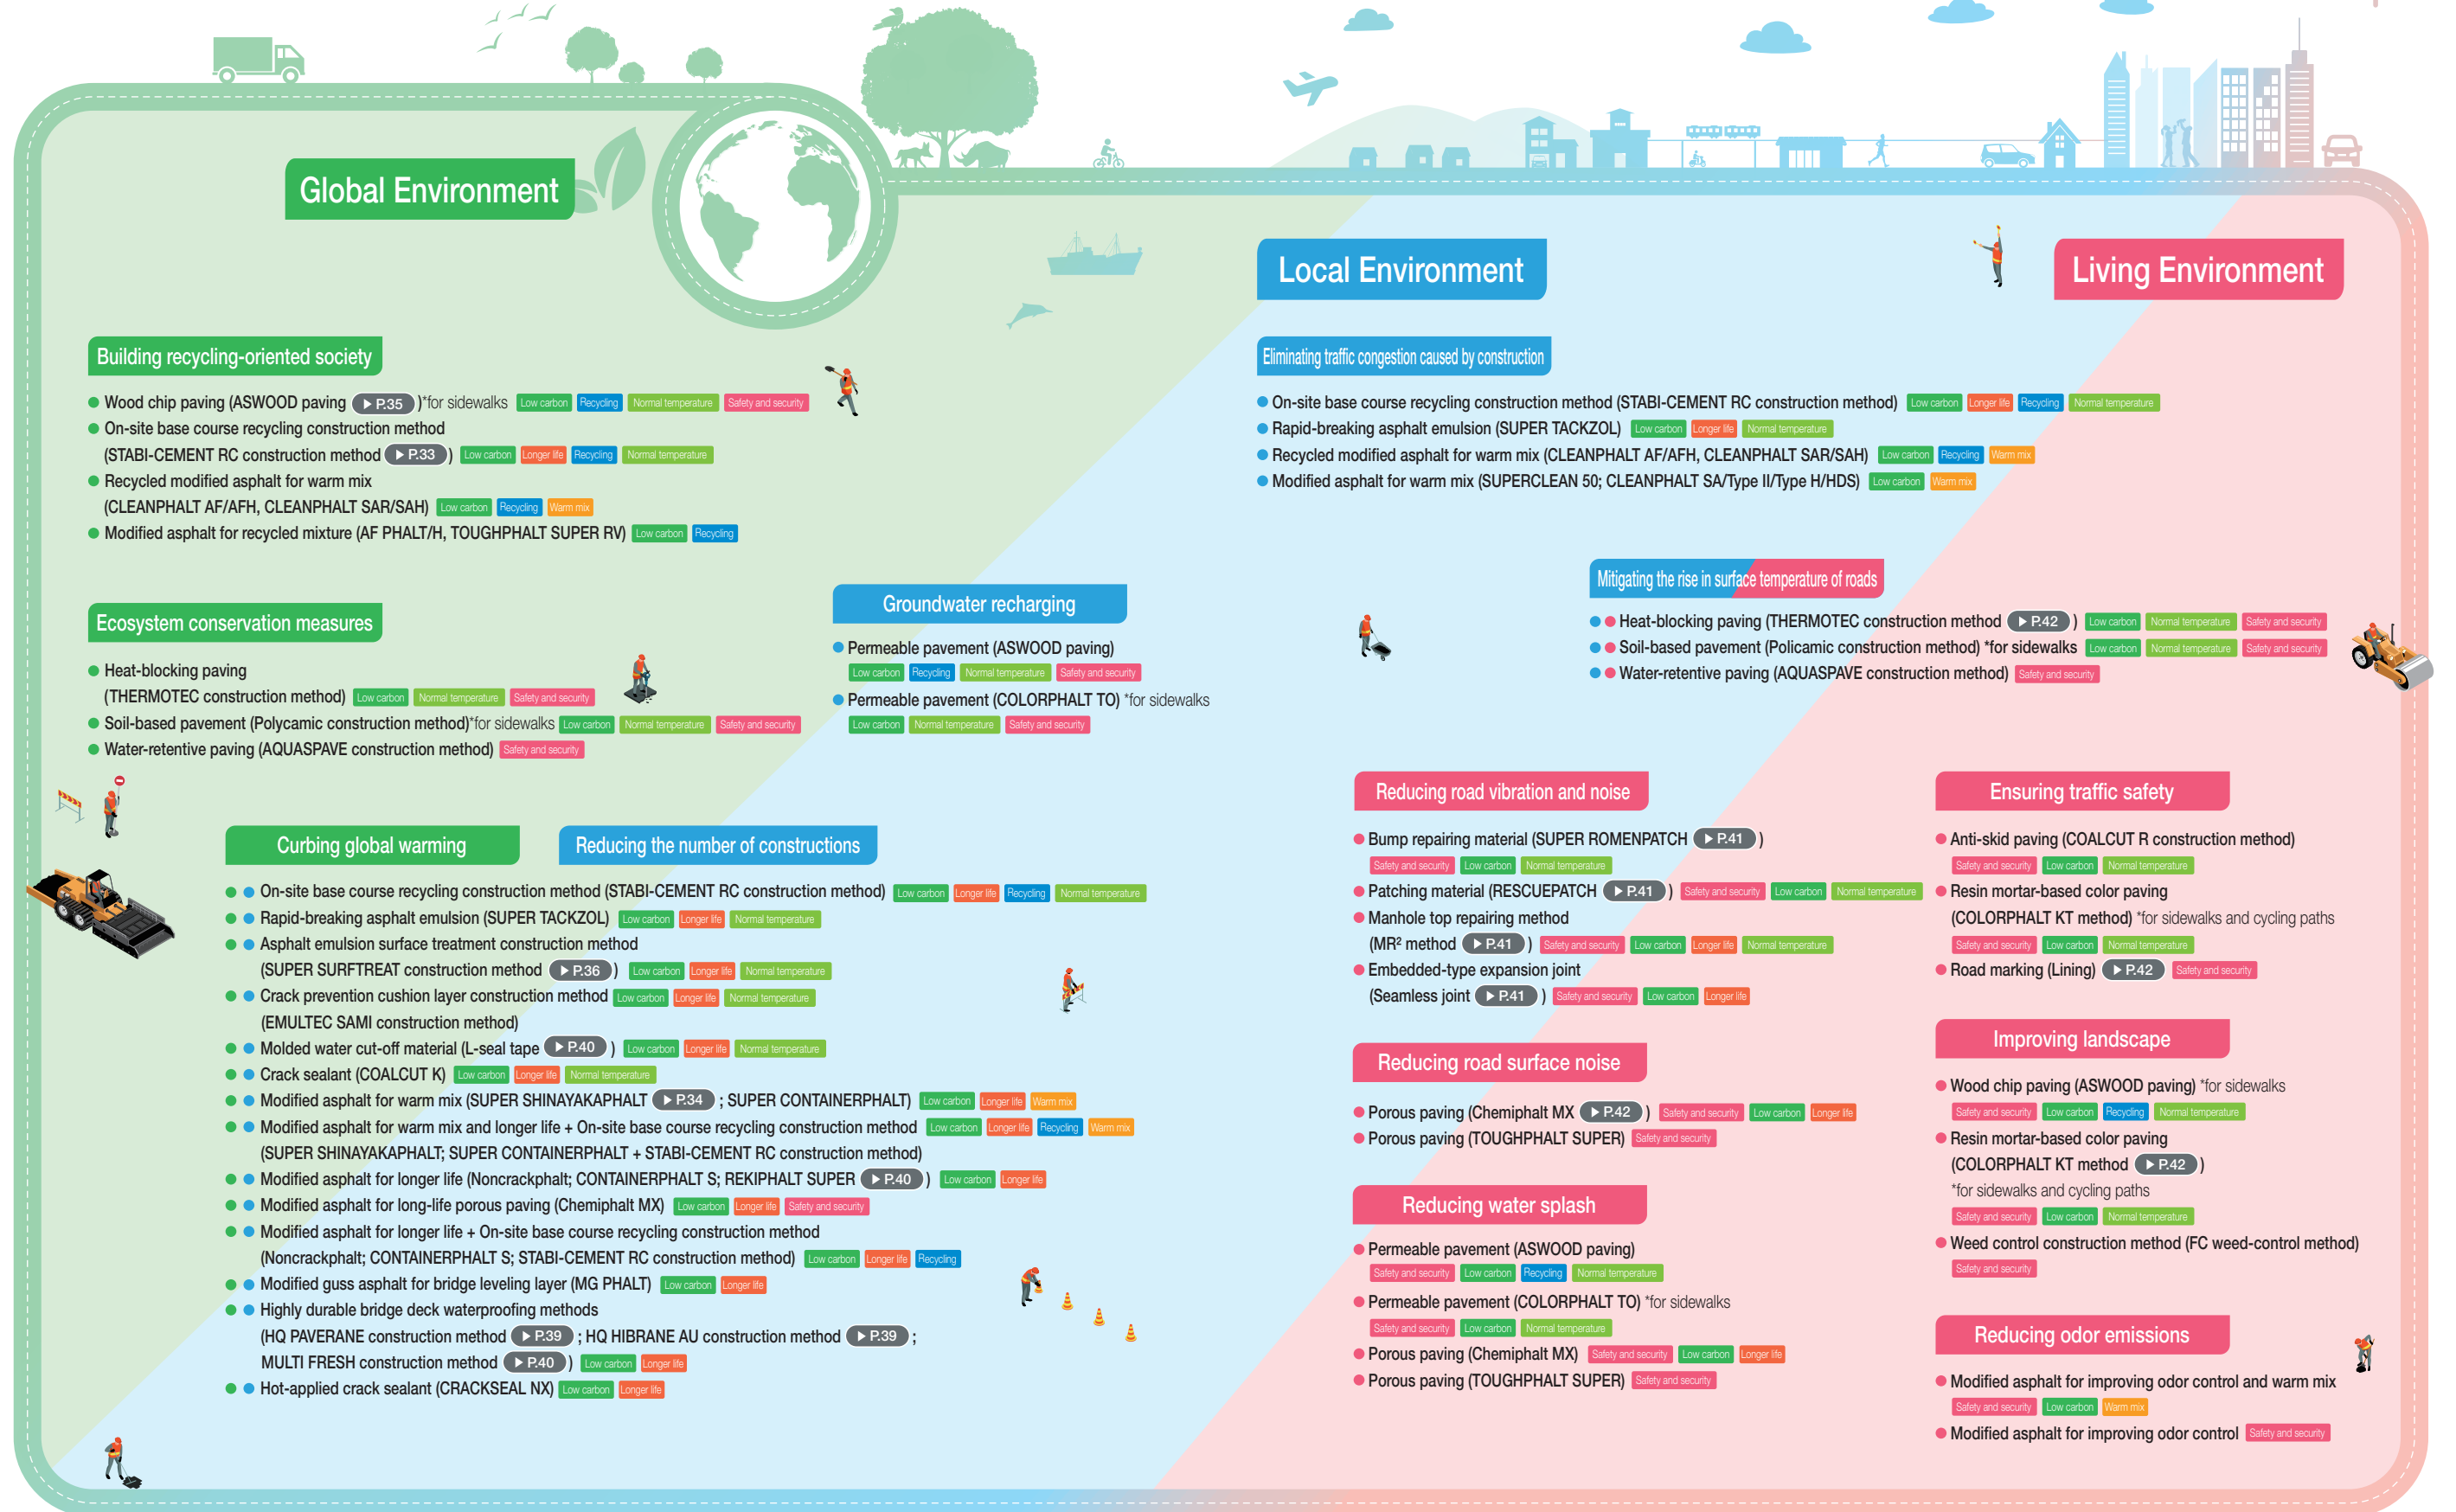 Global Environment
Local Environment
Living Environment
Building recycling-oriented society
Wood chip paving (ASWOOD paving ▶ P.35 )*for sidewalks Low carbon Recycling Normal temperature Safety and security
On-site base course recycling construction method
(STABI-CEMENT RC construction method ▶ P.33 ) Low carbon Longer life Recycling Normal temperature
Recycled modified asphalt for warm mix
(CLEANPHALT AF/AFH, CLEANPHALT SAR/SAH) Low carbon Recycling Warm mix
Modified asphalt for recycled mixture (AF PHALT/H, TOUGHPHALT SUPER RV) Low carbon Recycling
Ecosystem conservation measures
Heat-blocking paving
(THERMOTEC construction method) Low carbon Normal temperature Safety and security
Soil-based pavement (Polycamic construction method)*for sidewalks Low carbon Normal temperature Safety and security
Water-retentive paving (AQUASPAVE construction method) Safety and security
Groundwater recharging
Permeable pavement (ASWOOD paving)
Low carbon Recycling Normal temperature Safety and security
Permeable pavement (COLORPHALT TO) *for sidewalks
Low carbon Normal temperature Safety and security
Curbing global warming
Reducing the number of constructions
On-site base course recycling construction method (STABI-CEMENT RC construction method) Low carbon Longer life Recycling Normal temperature
Rapid-breaking asphalt emulsion (SUPER TACKZOL) Low carbon Longer life Normal temperature
Asphalt emulsion surface treatment construction method
(SUPER SURFTREAT construction method ▶ P.36 ) Low carbon Longer life Normal temperature
Crack prevention cushion layer construction method Low carbon Longer life Normal temperature
(EMULTEC SAMI construction method)
Molded water cut-off material (L-seal tape ▶ P.40 ) Low carbon Longer life Normal temperature
Crack sealant (COALCUT K) Low carbon Longer life Normal temperature
Modified asphalt for warm mix (SUPER SHINAYAKAPHALT ▶ P.34 ; SUPER CONTAINERPHALT) Low carbon Longer life Warm mix
Modified asphalt for warm mix and longer life + On-site base course recycling construction method Low carbon Longer life Recycling Warm mix
(SUPER SHINAYAKAPHALT; SUPER CONTAINERPHALT + STABI-CEMENT RC construction method)
Modified asphalt for longer life (Noncrackphalt; CONTAINERPHALT S; REKIPHALT SUPER ▶ P.40 ) Low carbon Longer life
Modified asphalt for long-life porous paving (Chemiphalt MX) Low carbon Longer life Safety and security
Modified asphalt for longer life + On-site base course recycling construction method
(Noncrackphalt; CONTAINERPHALT S; STABI-CEMENT RC construction method) Low carbon Longer life Recycling
Modified guss asphalt for bridge leveling layer (MG PHALT) Low carbon Longer life
Highly durable bridge deck waterproofing methods
(HQ PAVERANE construction method ▶ P.39 ; HQ HIBRANE AU construction method ▶ P.39 ;
MULTI FRESH construction method ▶ P.40 ) Low carbon Longer life
Hot-applied crack sealant (CRACKSEAL NX) Low carbon Longer life
Eliminating traffic congestion caused by construction
On-site base course recycling construction method (STABI-CEMENT RC construction method) Low carbon Longer life Recycling Normal temperature
Rapid-breaking asphalt emulsion (SUPER TACKZOL) Low carbon Longer life Normal temperature
Recycled modified asphalt for warm mix (CLEANPHALT AF/AFH, CLEANPHALT SAR/SAH) Low carbon Recycling Warm mix
Modified asphalt for warm mix (SUPERCLEAN 50; CLEANPHALT SA/Type II/Type H/HDS) Low carbon Warm mix
Mitigating the rise in surface temperature of roads
Heat-blocking paving (THERMOTEC construction method ▶ P.42 ) Low carbon Normal temperature Safety and security
Soil-based pavement (Policamic construction method) *for sidewalks Low carbon Normal temperature Safety and security
Water-retentive paving (AQUASPAVE construction method) Safety and security
Reducing road vibration and noise
Bump repairing material (SUPER ROMENPATCH ▶ P.41 )
Safety and security Low carbon Normal temperature
Patching material (RESCUEPATCH ▶ P.41 ) Safety and security Low carbon Normal temperature
Manhole top repairing method
(MR² method ▶ P.41 ) Safety and security Low carbon Longer life Normal temperature
Embedded-type expansion joint
(Seamless joint ▶ P.41 ) Safety and security Low carbon Longer life
Reducing road surface noise
Porous paving (Chemiphalt MX ▶ P.42 ) Safety and security Low carbon Longer life
Porous paving (TOUGHPHALT SUPER) Safety and security
Reducing water splash
Permeable pavement (ASWOOD paving)
Safety and security Low carbon Recycling Normal temperature
Permeable pavement (COLORPHALT TO) *for sidewalks
Safety and security Low carbon Normal temperature
Porous paving (Chemiphalt MX) Safety and security Low carbon Longer life
Porous paving (TOUGHPHALT SUPER) Safety and security
Ensuring traffic safety
Anti-skid paving (COALCUT R construction method)
Safety and security Low carbon Normal temperature
Resin mortar-based color paving
(COLORPHALT KT method) *for sidewalks and cycling paths
Safety and security Low carbon Normal temperature
Road marking (Lining) ▶ P.42 Safety and security
Improving landscape
Wood chip paving (ASWOOD paving) *for sidewalks
Safety and security Low carbon Recycling Normal temperature
Resin mortar-based color paving
(COLORPHALT KT method ▶ P.42 )
*for sidewalks and cycling paths
Safety and security Low carbon Normal temperature
Weed control construction method (FC weed-control method)
Safety and security
Reducing odor emissions
Modified asphalt for improving odor control and warm mix
Safety and security Low carbon Warm mix
Modified asphalt for improving odor control Safety and security